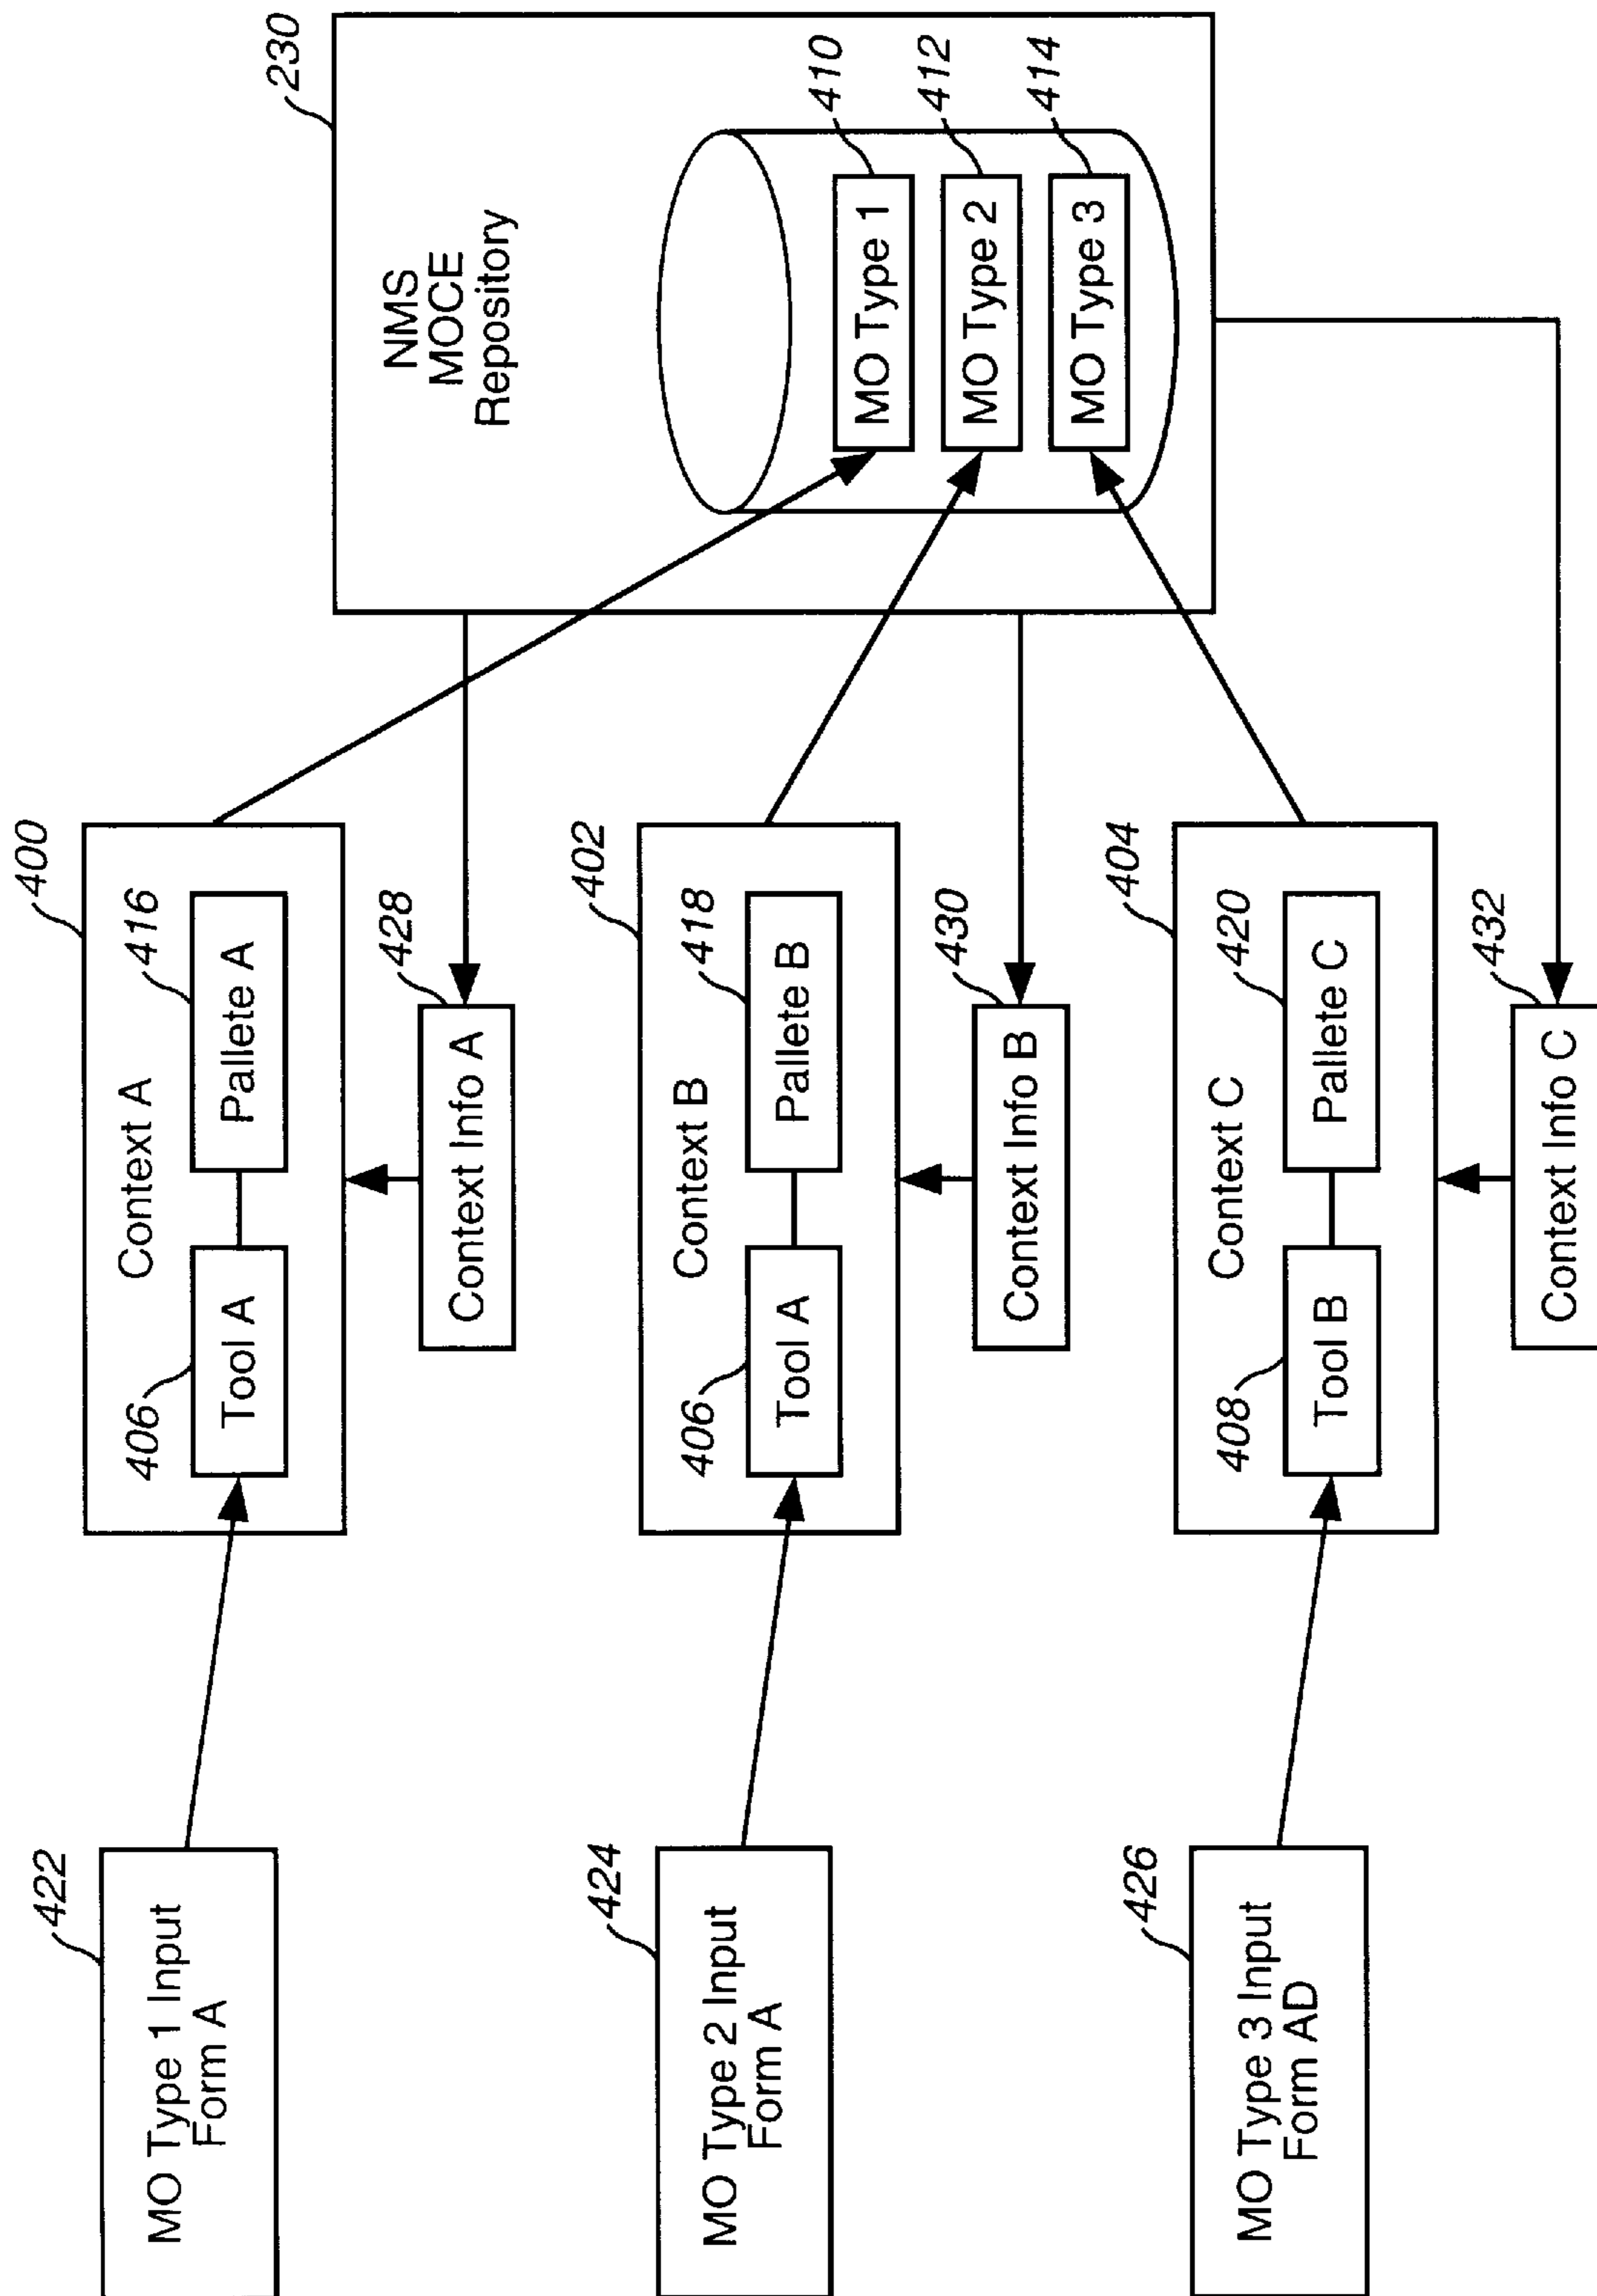 230
NMS
MOCE
Repository
MO Type 1
410
MO Type 2
412
MO Type 3
414
400
Context A
406
Tool A
416
Pallete A
428
Context Info A
402
Context B
406
Tool A
418
Pallete B
430
Context Info B
404
Context C
408
Tool B
420
Pallete C
432
Context Info C
422
MO Type 1 Input
Form A
424
MO Type 2 Input
Form A
426
MO Type 3 Input
Form AD